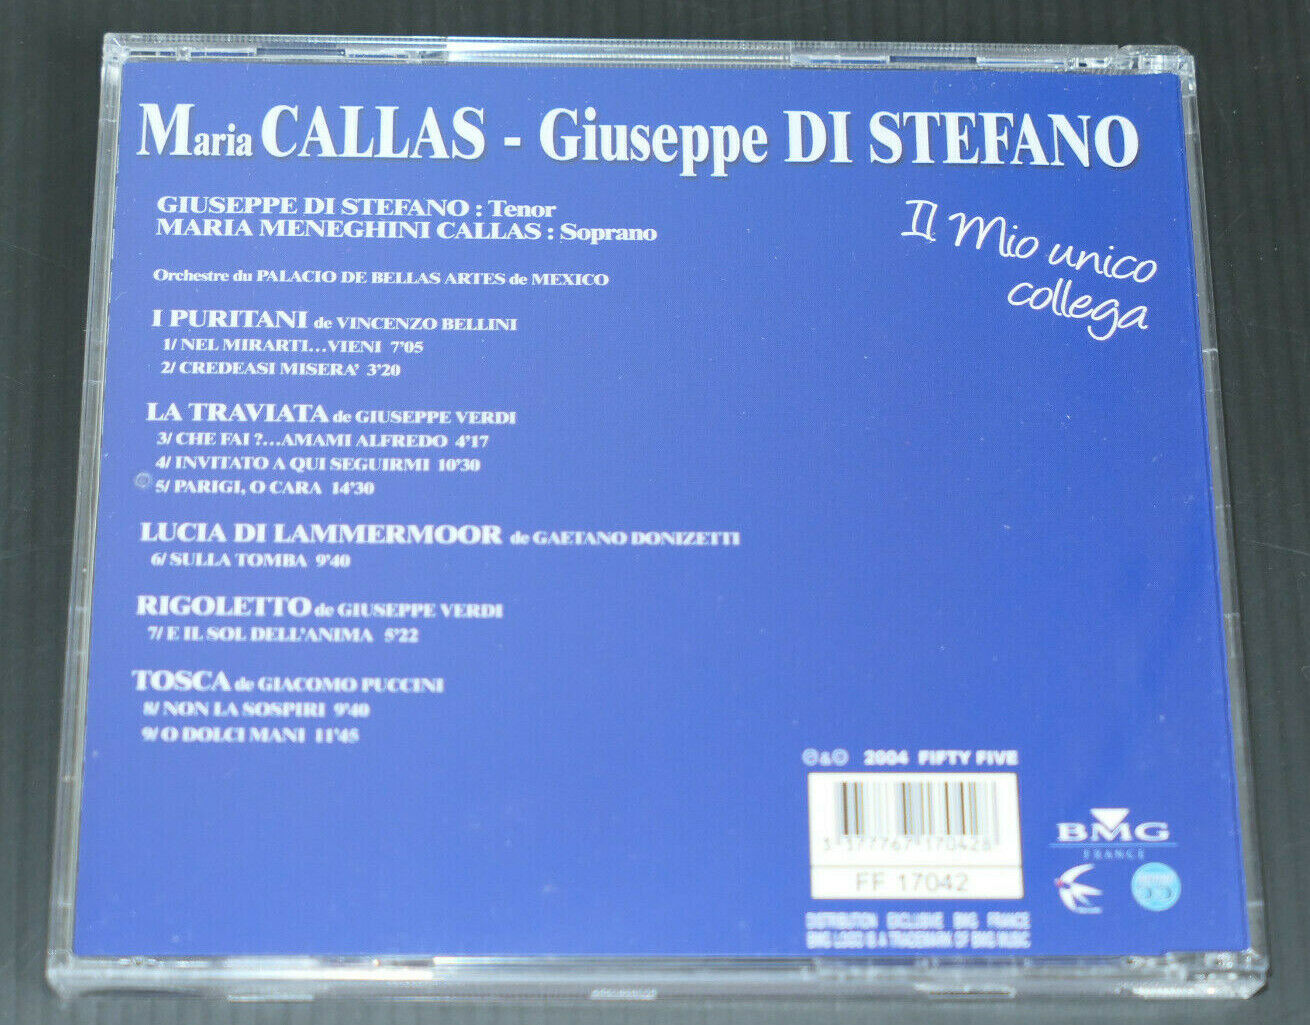 Maria CALLAS - Giuseppe DI STEFANO
GIUSEPPE DI STEFANO : Tenor
MARIA MENEGHINI CALLAS : Soprano
Il Mio unico
collega
Orchestre du PALACIO DE BELLAS ARTES de MEXICO
I PURITANI de VINCENZO BELLINI
1/ NEL MIRARTI...VIENI 7'05
2/ CREDEASI MISERA' 3'20
LA TRAVIATA de GIUSEPPE VERDI
3/ CHE FAI ?...AMAMI ALFREDO 4'17
4/ INVITATO A QUI SEGUIRMI 10'30
5/ PARIGI, O CARA 14'30
LUCIA DI LAMMERMOOR de GAETANO DONIZETTI
6/ SULLA TOMBA 9'40
RIGOLETTO de GIUSEPPE VERDI
7/ E IL SOL DELL'ANIMA 5'22
TOSCA de GIACOMO PUCCINI
8/ NON LA SOSPIRI 9'40
9/ O DOLCI MANI 11'45
℗&© 2004 FIFTY FIVE
3 377767 170428
FF 17042
BMG
FRANCE
DISTRIBUTION EXCLUSIVE BMG FRANCE
BMG LOGO IS A TRADEMARK OF BMG MUSIC